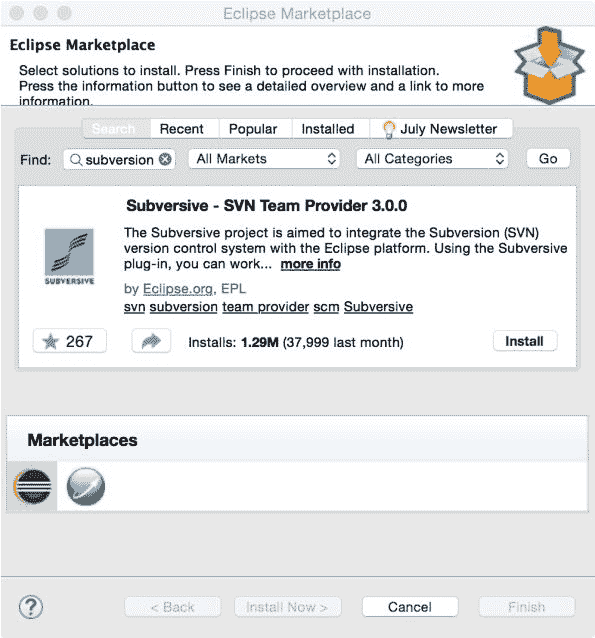 Eclipse Marketplace
Eclipse Marketplace
Select solutions to install. Press Finish to proceed with installation.
Press the information button to see a detailed overview and a link to more
information.
Search Recent Popular Installed July Newsletter
Find: subversion All Markets All Categories Go
Subversive - SVN Team Provider 3.0.0
The Subversive project is aimed to integrate the Subversion (SVN)
version control system with the Eclipse platform. Using the Subversive
plug-in, you can work... more info
SUBVERSIVE
by Eclipse.org, EPL
svn subversion team provider scm Subversive
267 Installs: 1.29M (37,999 last month) Install
Marketplaces
? < Back Install Now > Cancel Finish